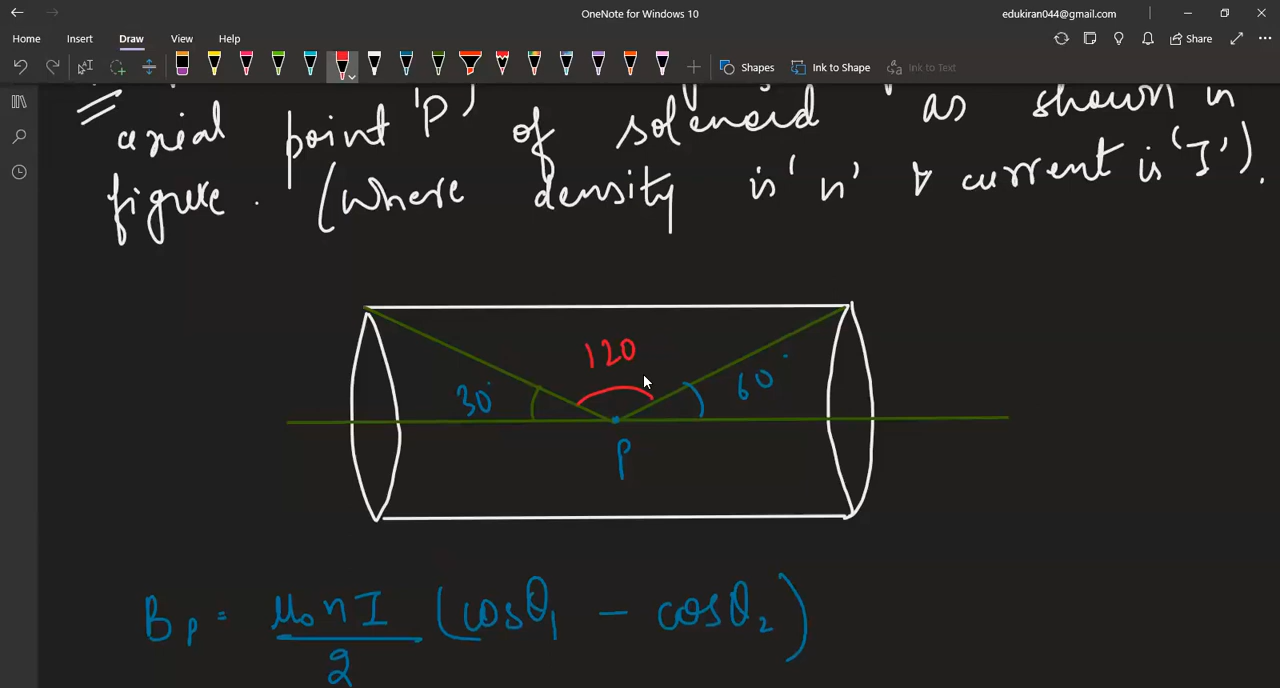 OneNote for Windows 10
edukiran044@gmail.com
Home Insert Draw View Help
Share
Shapes Ink to Shape Ink to Text
axial point 'P' of solenoid as shown in
figure. (where density is 'n' & current is 'I').
120
30° 60°
P
Bp = μ₀nI/2 (cosθ₁ - cosθ₂)